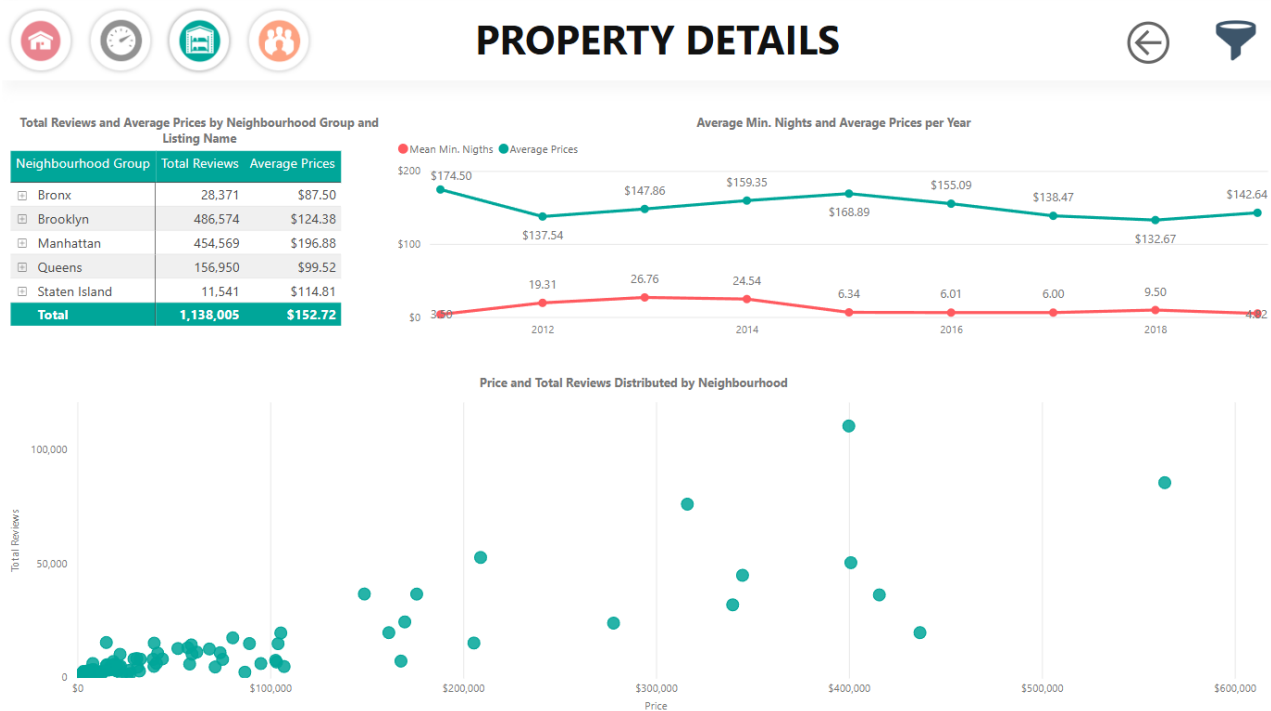 PROPERTY DETAILS
Total Reviews and Average Prices by Neighbourhood Group and
Listing Name
Neighbourhood Group Total Reviews Average Prices
Bronx 28,371 $87.50
Brooklyn 486,574 $124.38
Manhattan 454,569 $196.88
Queens 156,950 $99.52
Staten Island 11,541 $114.81
Total 1,138,005 $152.72
Average Min. Nights and Average Prices per Year
Mean Min. Nigths Average Prices
$200
$174.50 $137.54 $147.86 $159.35 $168.89 $155.09 $138.47 $132.67 $142.64
$100
3.50 19.31 26.76 24.54 6.34 6.01 6.00 9.50 4.82
$0
2012 2014 2016 2018
Price and Total Reviews Distributed by Neighbourhood
Total Reviews
100,000
50,000
0
$0 $100,000 $200,000 $300,000 $400,000 $500,000 $600,000
Price